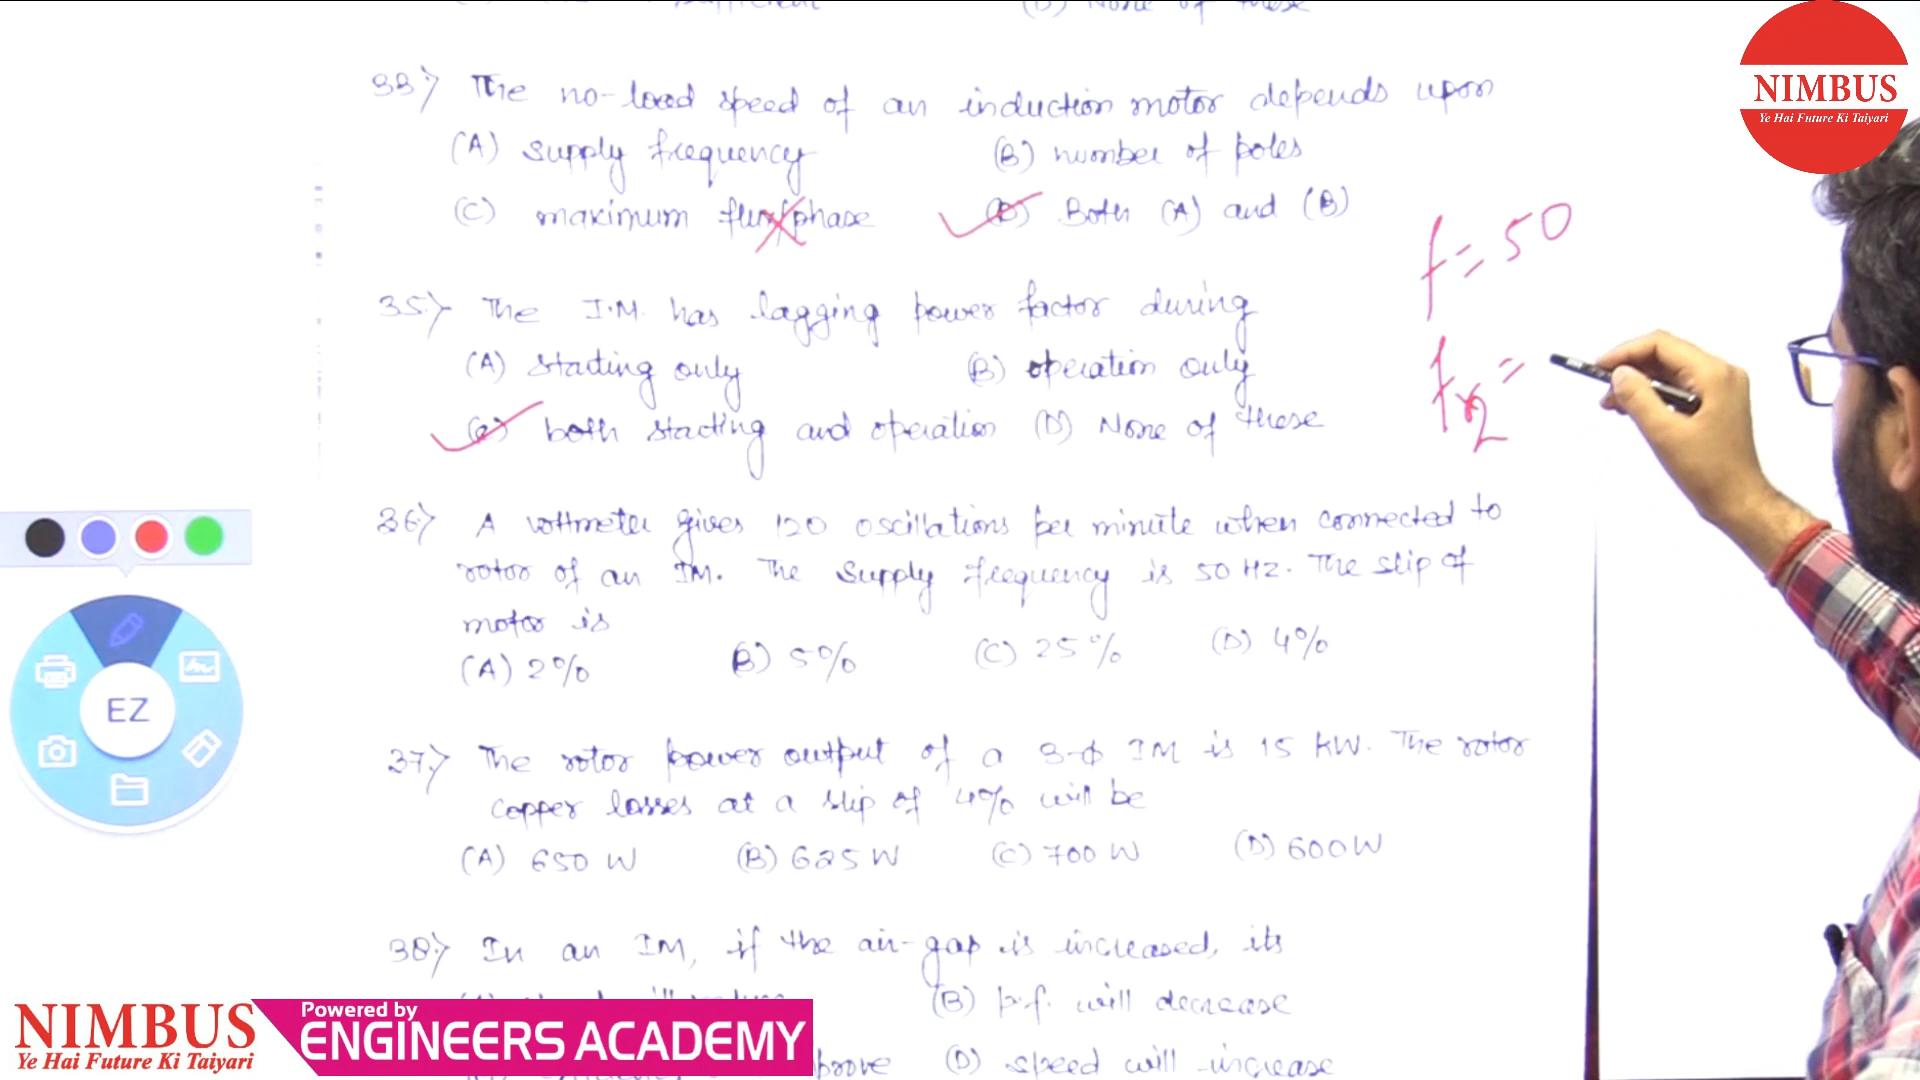 (D) None of these
33:) The no-load speed of an induction motor depends upon
(A) supply frequency (B) number of poles
(C) maximum flux/phase (D) Both (A) and (B)
f = 50
35:) The I.M. has lagging power factor during
(A) starting only (B) operation only
f 2 =
(C) both starting and operation (D) None of these
36:) A voltmeter gives 120 oscillations per minute when connected to
rotor of an IM. The supply frequency is 50 Hz. The slip of
motor is
(A) 2% (B) 5% (C) 25% (D) 4%
37:) The rotor power output of a 3-ϕ IM is 15 kW. The rotor
copper losses at a slip of 4% will be
(A) 650 W (B) 625 W (C) 700 W (D) 600 W
38:) In an IM, if the air-gap is increased, its
(B) p.f. will decrease
(D) speed will increase
EZ
NIMBUS
Ye Hai Future Ki Taiyari
NIMBUS
Ye Hai Future Ki Taiyari
Powered by
ENGINEERS ACADEMY